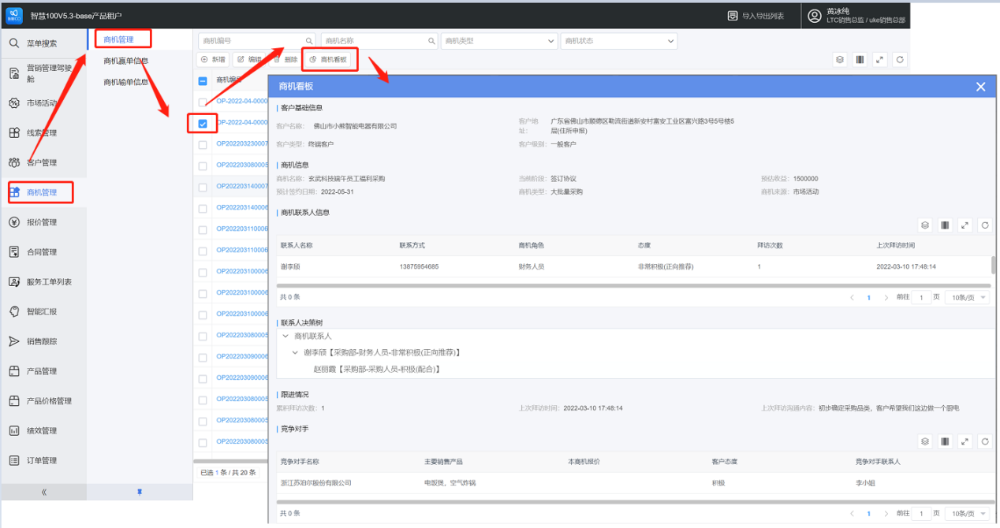 智慧100V5.3-base产品租户
导入导出列表
黄冰纯
LTC销售总监 / uke销售总部
菜单搜索
营销管理驾驶舱
市场活动
线索管理
客户管理
商机管理
报价管理
合同管理
服务工单列表
智能汇报
销售跟踪
产品管理
产品价格管理
绩效管理
订单管理
商机管理
商机赢单信息
商机输单信息
商机编号
商机名称
商机类型
商机状态
新增
编辑
删除
商机看板
商机编号
OP-2022-04-0000
OP-2022-04-0000
OP202203230007
OP202203080005
OP202203140007
OP202203140006
OP202203110006
OP202203110006
OP202203100006
OP202203100006
OP202203100006
OP202203080005
OP202203090006
OP202203090006
OP202203080005
OP202203080005
OP202203080005
已选 1 条 / 共 20 条
商机看板
客户基础信息
客户名称： 佛山市小熊智能电器有限公司
客户地址： 广东省佛山市顺德区勒流街道新安村富安工业区富兴路3号5号楼5层(住所申报)
客户类型： 终端客户
客户级别： 一般客户
商机信息
商机名称： 玄武科技端午员工福利采购
当前阶段： 签订协议
预估收益： 1500000
预计签约日期： 2022-05-31
商机类型： 大批量采购
商机来源： 市场活动
商机联系人信息
联系人名称 联系方式 商机角色 态度 拜访次数 上次拜访时间
谢李颀 13875954685 财务人员 非常积极(正向推荐) 1 2022-03-10 17:48:14
共 0 条
1 前往 1 页 10条/页
联系人决策树
商机联系人
谢李颀【采购部-财务人员-非常积极(正向推荐)】
赵丽霞【采购部-采购人员-积极(配合)】
跟进情况
累积拜访次数： 1
上次拜访时间： 2022-03-10 17:48:14
上次拜访沟通内容： 初步确定采购品类，客户希望我们这边做一个厨电
竞争对手
竞争对手名称 主要销售产品 本商机报价 客户态度 竞争对手联系人
浙江苏泊尔股份有限公司 电饭煲，空气炸锅 积极 李小姐
共 0 条
1 前往 1 页 10条/页